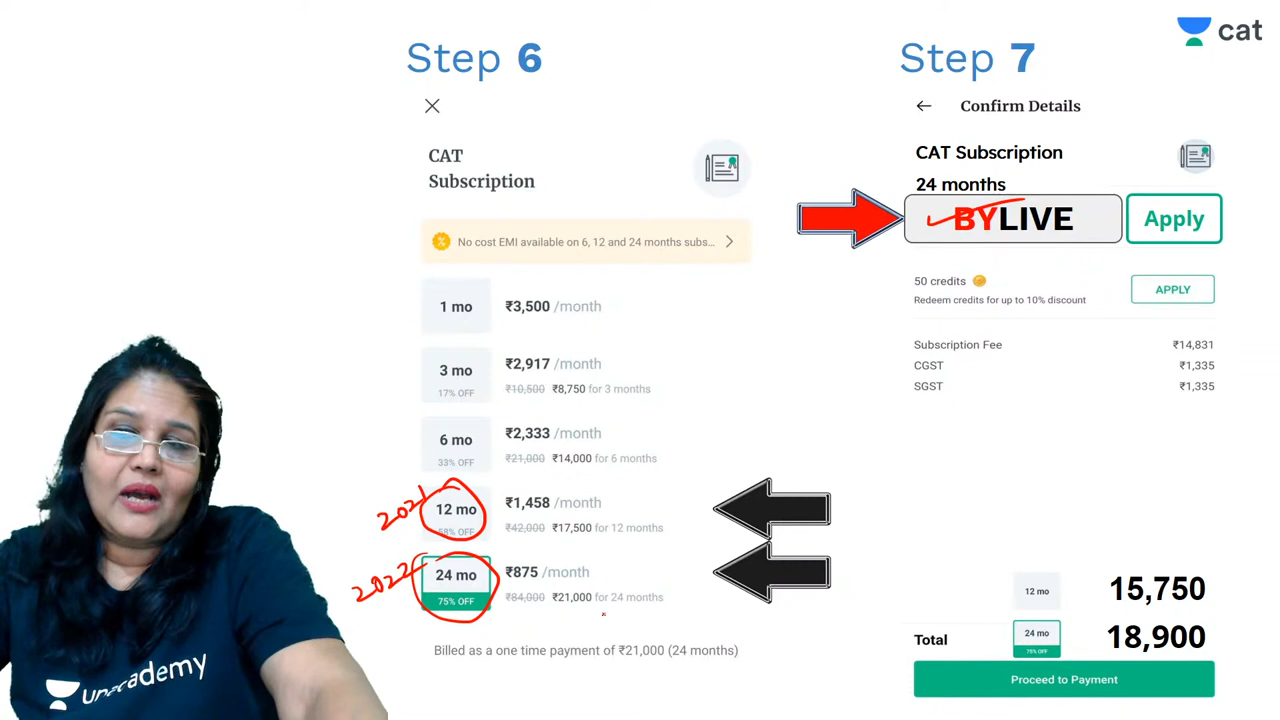 cat
Step 6
CAT
Subscription
No cost EMI available on 6, 12 and 24 months subs...
1 mo
₹3,500 /month
3 mo
17% OFF
₹2,917 /month
₹10,500 ₹8,750 for 3 months
6 mo
33% OFF
₹2,333 /month
₹21,000 ₹14,000 for 6 months
2021
12 mo
58% OFF
₹1,458 /month
₹42,000 ₹17,500 for 12 months
2022
24 mo
75% OFF
₹875 /month
₹84,000 ₹21,000 for 24 months
Billed as a one time payment of ₹21,000 (24 months)
Step 7
Confirm Details
CAT Subscription
24 months
BYLIVE
Apply
50 credits
Redeem credits for up to 10% discount
APPLY
Subscription Fee ₹14,831
CGST ₹1,335
SGST ₹1,335
12 mo 15,750
Total 24 mo 18,900
75% OFF
Proceed to Payment
unacademy